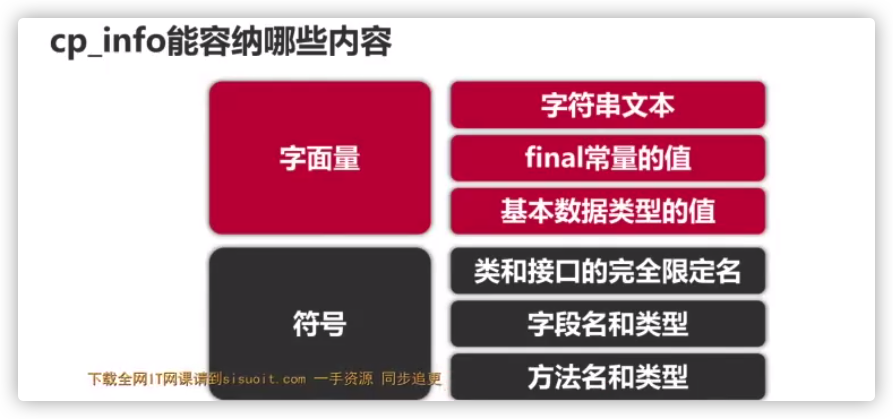 cp_info能容纳哪些内容
字面量
字符串文本
final常量的值
基本数据类型的值
符号
类和接口的完全限定名
字段名和类型
方法名和类型
下载全网IT网课请到sisuoit.com 一手资源 同步追更